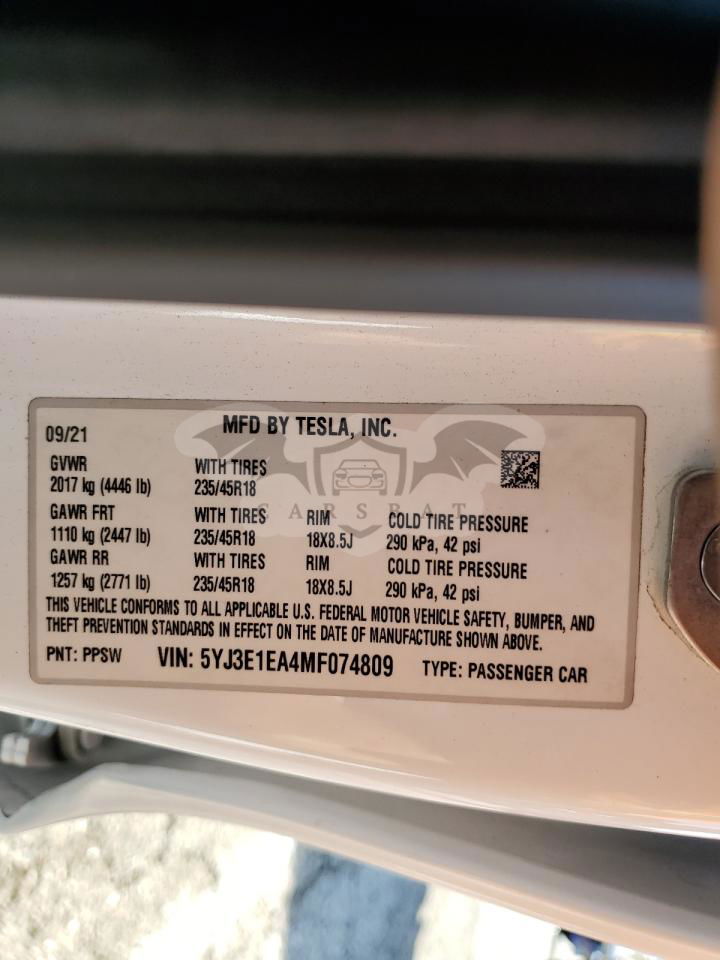 09/21 MFD BY TESLA, INC.
GVWR WITH TIRES
2017 kg (4446 lb) 235/45R18
CARSBAT
GAWR FRT WITH TIRES RIM COLD TIRE PRESSURE
1110 kg (2447 lb) 235/45R18 18X8.5J 290 kPa, 42 psi
GAWR RR WITH TIRES RIM COLD TIRE PRESSURE
1257 kg (2771 lb) 235/45R18 18X8.5J 290 kPa, 42 psi
THIS VEHICLE CONFORMS TO ALL APPLICABLE U.S. FEDERAL MOTOR VEHICLE SAFETY, BUMPER, AND
THEFT PREVENTION STANDARDS IN EFFECT ON THE DATE OF MANUFACTURE SHOWN ABOVE.
PNT: PPSW VIN: 5YJ3E1EA4MF074809 TYPE: PASSENGER CAR